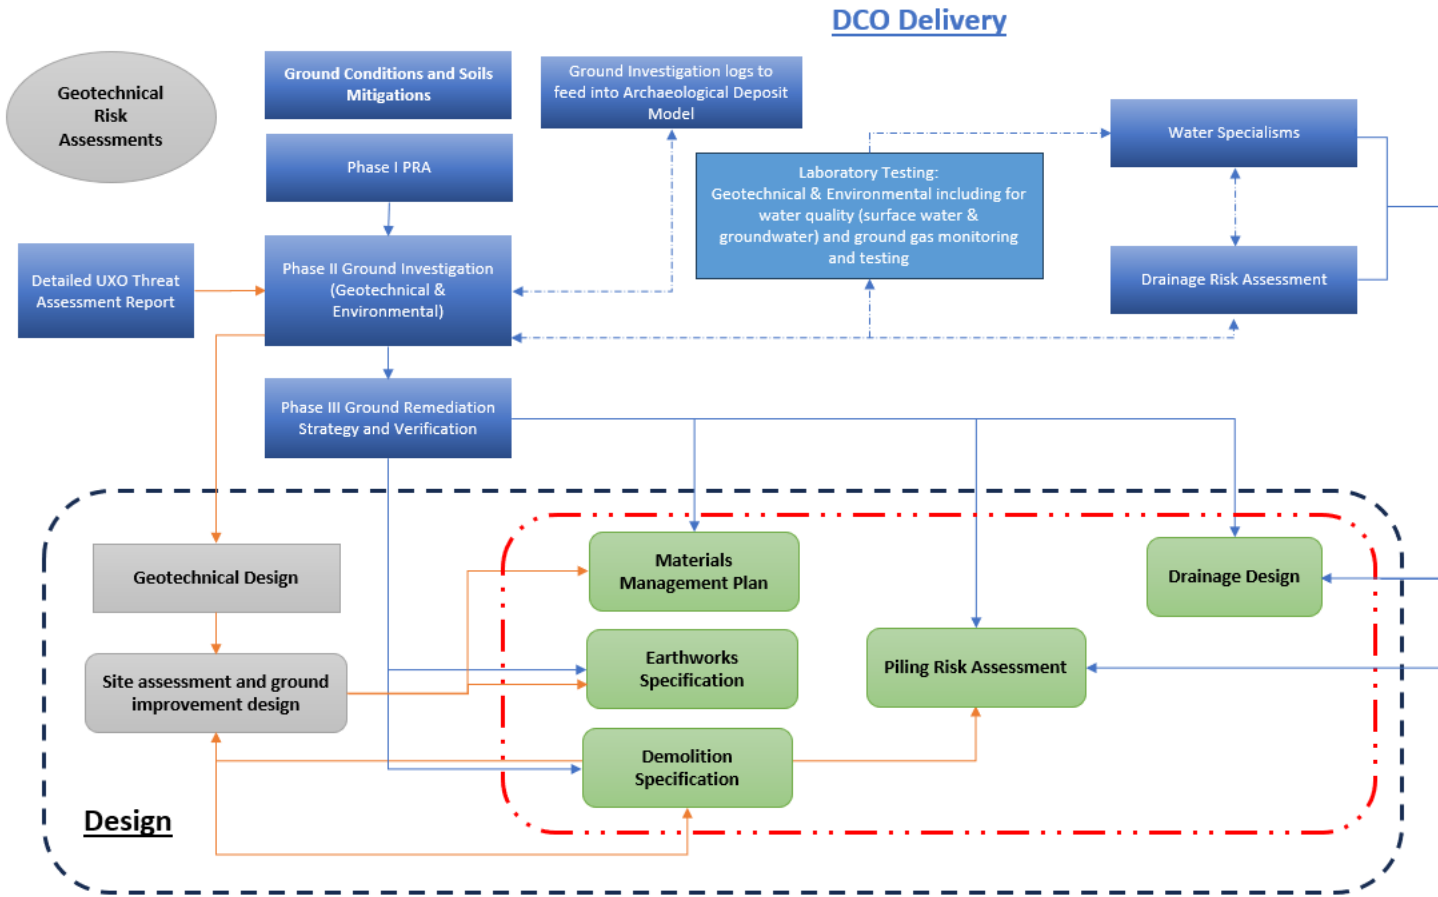 DCO Delivery
Geotechnical
Risk
Assessments
Ground Conditions and Soils
Mitigations
Ground Investigation logs to
feed into Archaeological Deposit
Model
Water Specialisms
Phase I PRA
Laboratory Testing:
Geotechnical & Environmental including for
water quality (surface water &
groundwater) and ground gas monitoring
and testing
Detailed UXO Threat
Assessment Report
Phase II Ground Investigation
(Geotechnical &
Environmental)
Drainage Risk Assessment
Phase III Ground Remediation
Strategy and Verification
Geotechnical Design
Materials
Management Plan
Drainage Design
Site assessment and ground
improvement design
Earthworks
Specification
Piling Risk Assessment
Demolition
Specification
Design